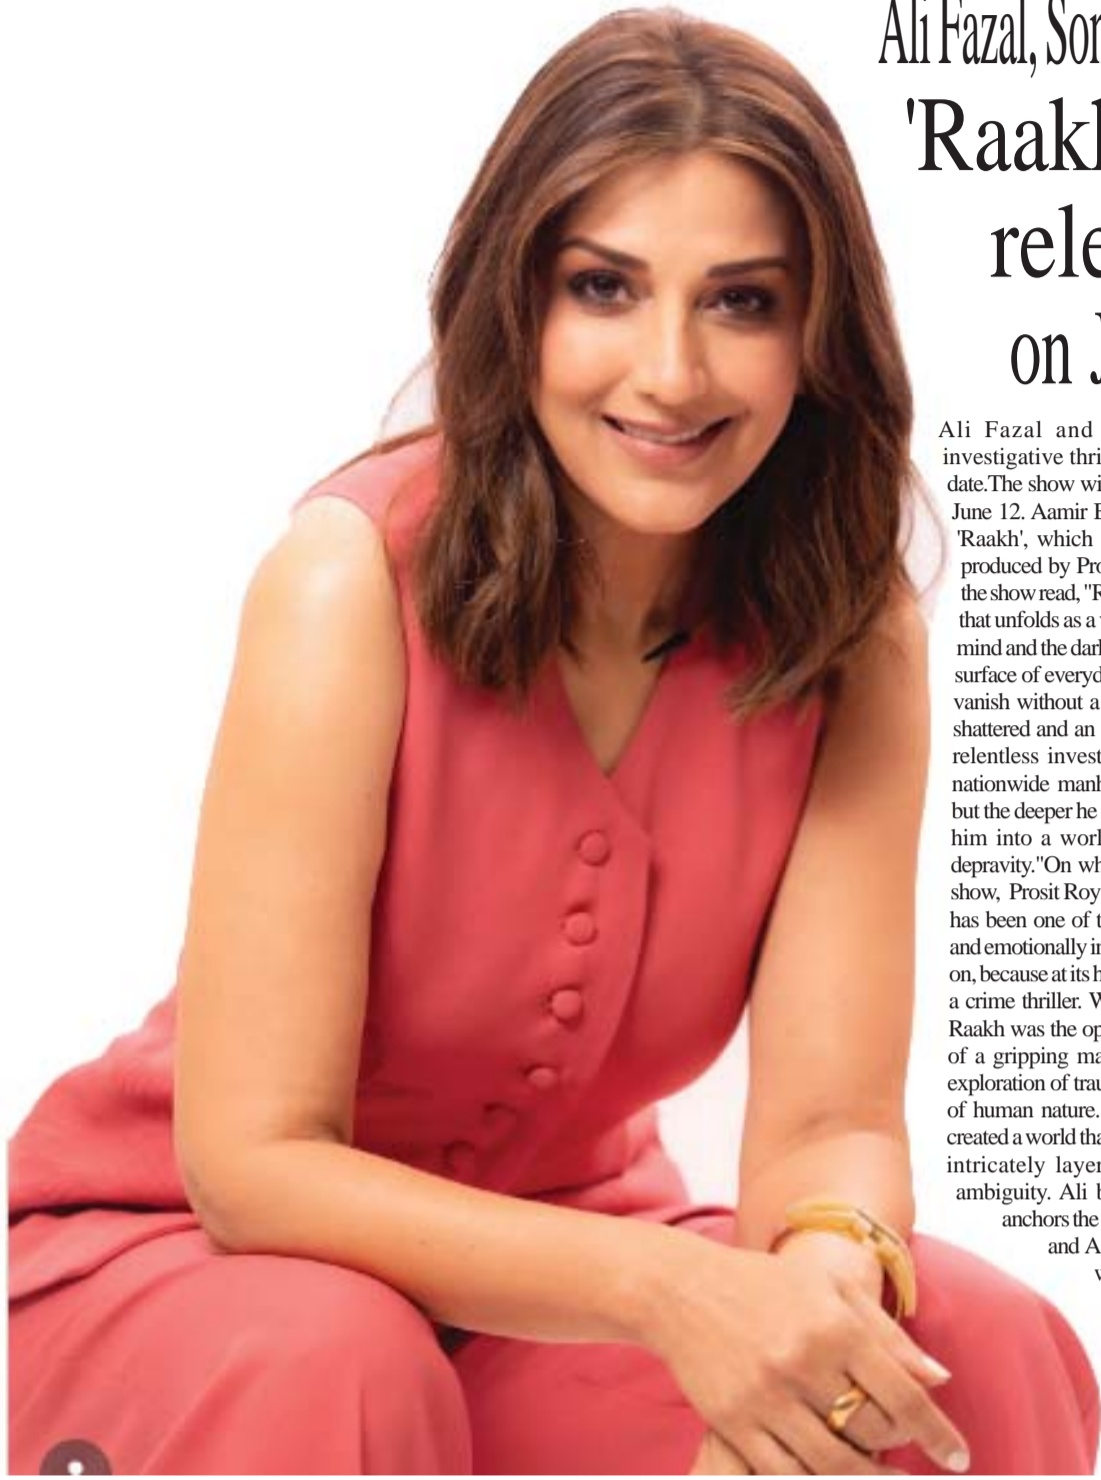 Ali Fazal, Son
'Raakh
rele
on J
Ali Fazal and
investigative thri
date.The show wi
June 12. Aamir
'Raakh', which
produced by Pro
the show read, "R
that unfolds as a
mind and the dark
surface of everyd
vanish without a
shattered and an
relentless invest
nationwide manh
but the deeper he
him into a worl
depravity."On wh
show, Prosit Roy
has been one of t
and emotionally in
on, because at its h
a crime thriller. W
Raakh was the op
of a gripping ma
exploration of trau
of human nature.
created a world tha
intricately layer
ambiguity. Ali b
anchors the
and A